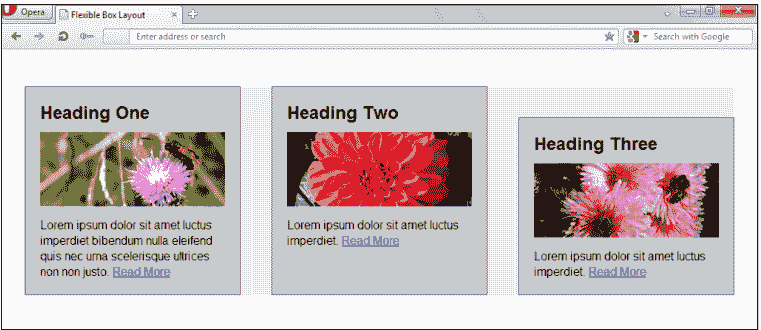 Opera
Flexible Box Layout
Enter address or search
Search with Google
Heading One
Lorem ipsum dolor sit amet luctus
imperdiet bibendum nulla eleifend
quis nec urna scelerisque ultrices
non non justo. Read More
Heading Two
Lorem ipsum dolor sit amet luctus
imperdiet. Read More
Heading Three
Lorem ipsum dolor sit amet luctus
imperdiet. Read More